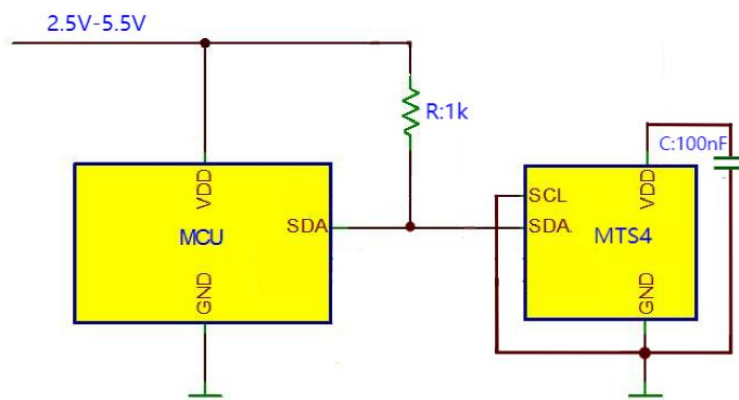 2.5V-5.5V
R:1k
C:100nF
VDD
SDA
MCU
GND
VDD
SCL
SDA
MTS4
GND